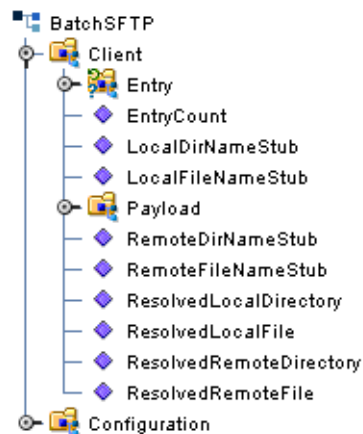 BatchSFTP
Client
Entry
EntryCount
LocalDirNameStub
LocalFileNameStub
Payload
RemoteDirNameStub
RemoteFileNameStub
ResolvedLocalDirectory
ResolvedLocalFile
ResolvedRemoteDirectory
ResolvedRemoteFile
Configuration